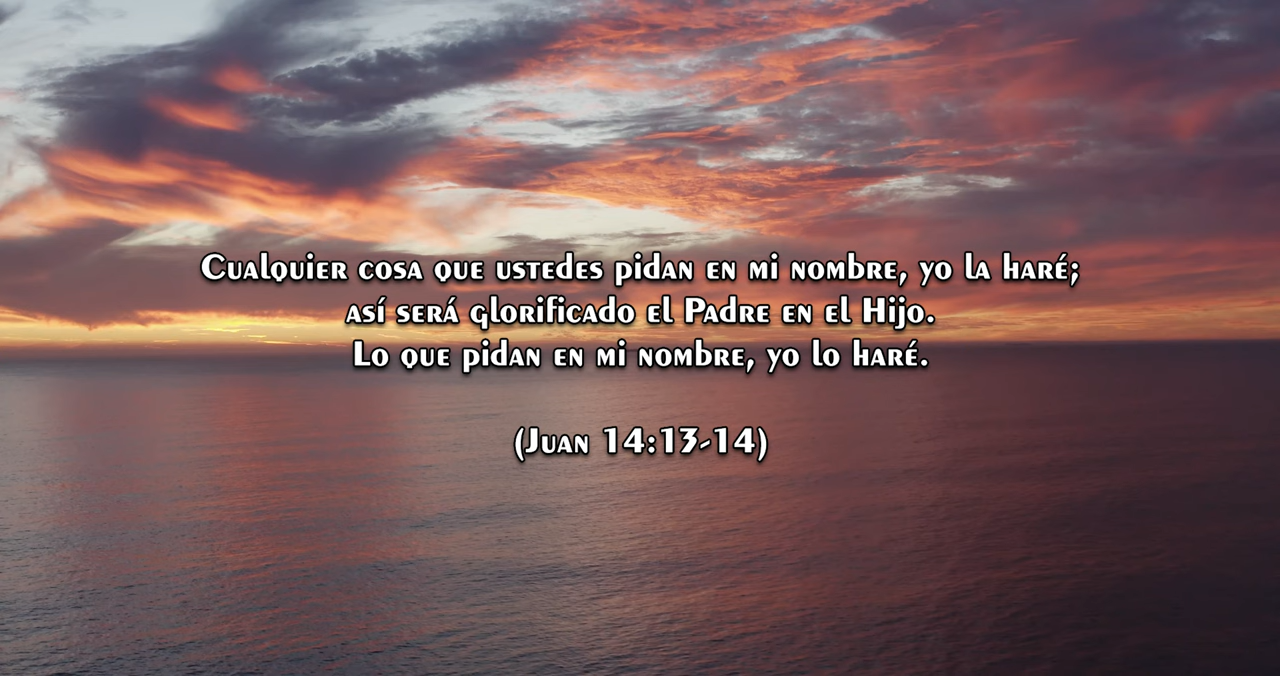 Cualquier cosa que ustedes pidan en mi nombre, yo la haré;
así será glorificado el Padre en el Hijo.
Lo que pidan en mi nombre, yo lo haré.
(Juan 14:13-14)